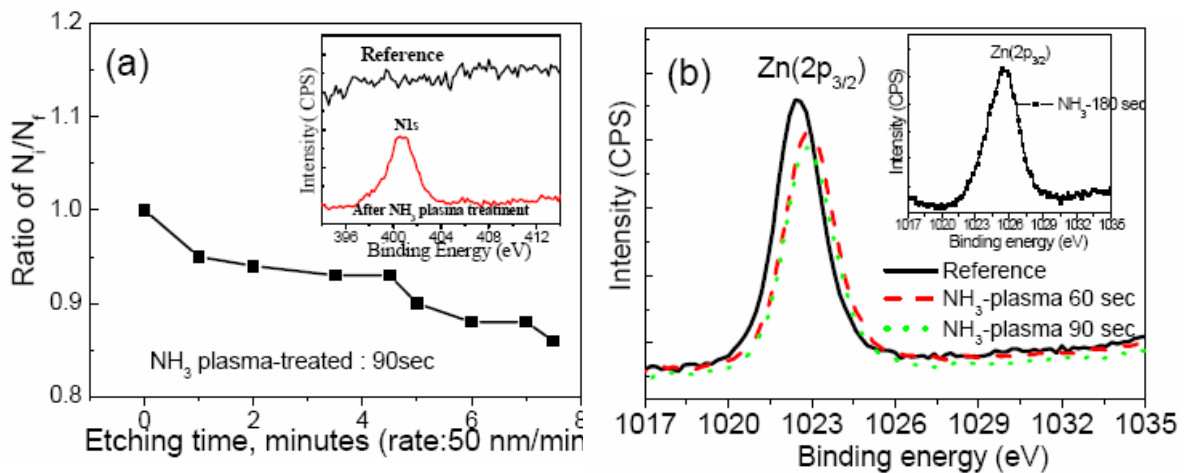 (a)
Ratio of Nᵢ/N_f
1.2
1.1
1.0
0.9
0.8
0
2
4
6
8
Etching time, minutes (rate:50 nm/min
NH₃ plasma-treated : 90sec
Reference
N1s
After NH₃ plasma treatment
Intensity ( CPS)
396 400 404 408 412
Binding Energy (eV)
(b)
Zn(2p₃/₂)
Intensity (CPS)
1017 1020 1023 1026 1029 1032 1035
Binding energy (eV)
Reference
NH₃-plasma 60 sec
NH₃-plasma 90 sec
Zn(2p₃/₂)
NH₃-180 sec
Intensity (CPS)
1017 1020 1023 1026 1029 1032 1035
Binding energy (eV)